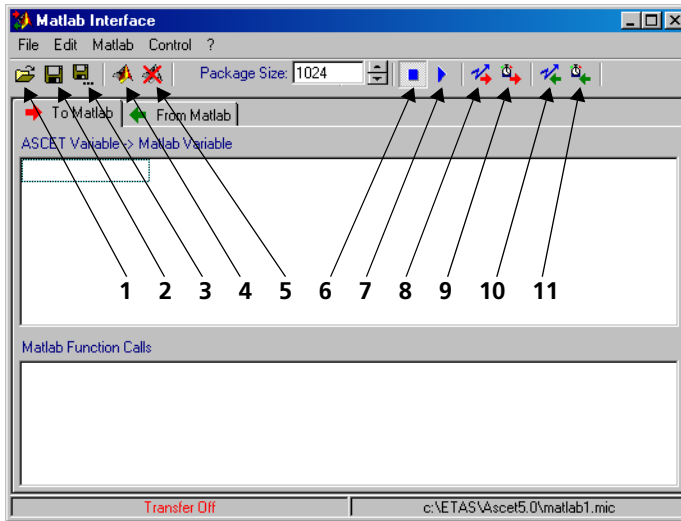 Matlab Interface
File Edit Matlab Control ?
Package Size: 1024
To Matlab From Matlab
ASCET Variable -> Matlab Variable
1 2 3 4 5 6 7 8 9 10 11
Matlab Function Calls
Transfer Off c:\ETAS\Ascet5.0\matlab1.mic